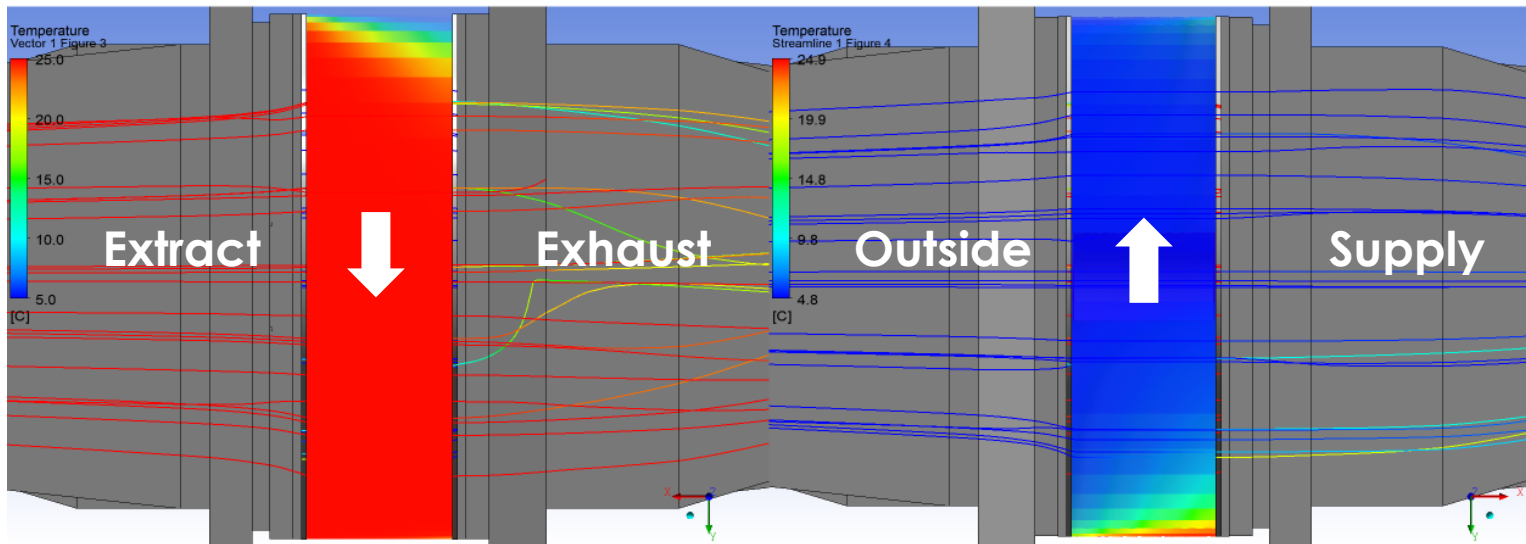 Temperature
Vector 1 Figure 3
25.0
20.0
15.0
10.0
5.0
[C]
Extract
Exhaust
X
Z
Y
Temperature
Streamline 1 Figure 4
24.9
19.9
14.8
9.8
4.8
[C]
Outside
Supply
Z
X
Y